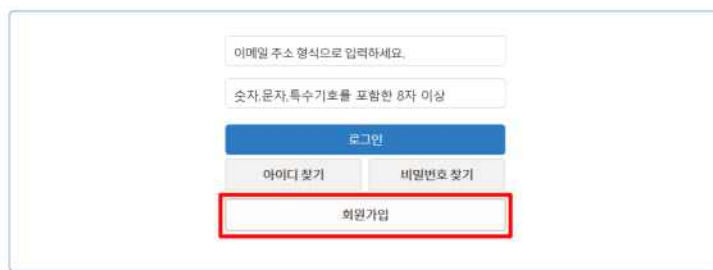 이메일 주소 형식으로 입력하세요.
숫자,문자,특수기호를 포함한 8자 이상
로그인
아이디 찾기 비밀번호 찾기
회원가입